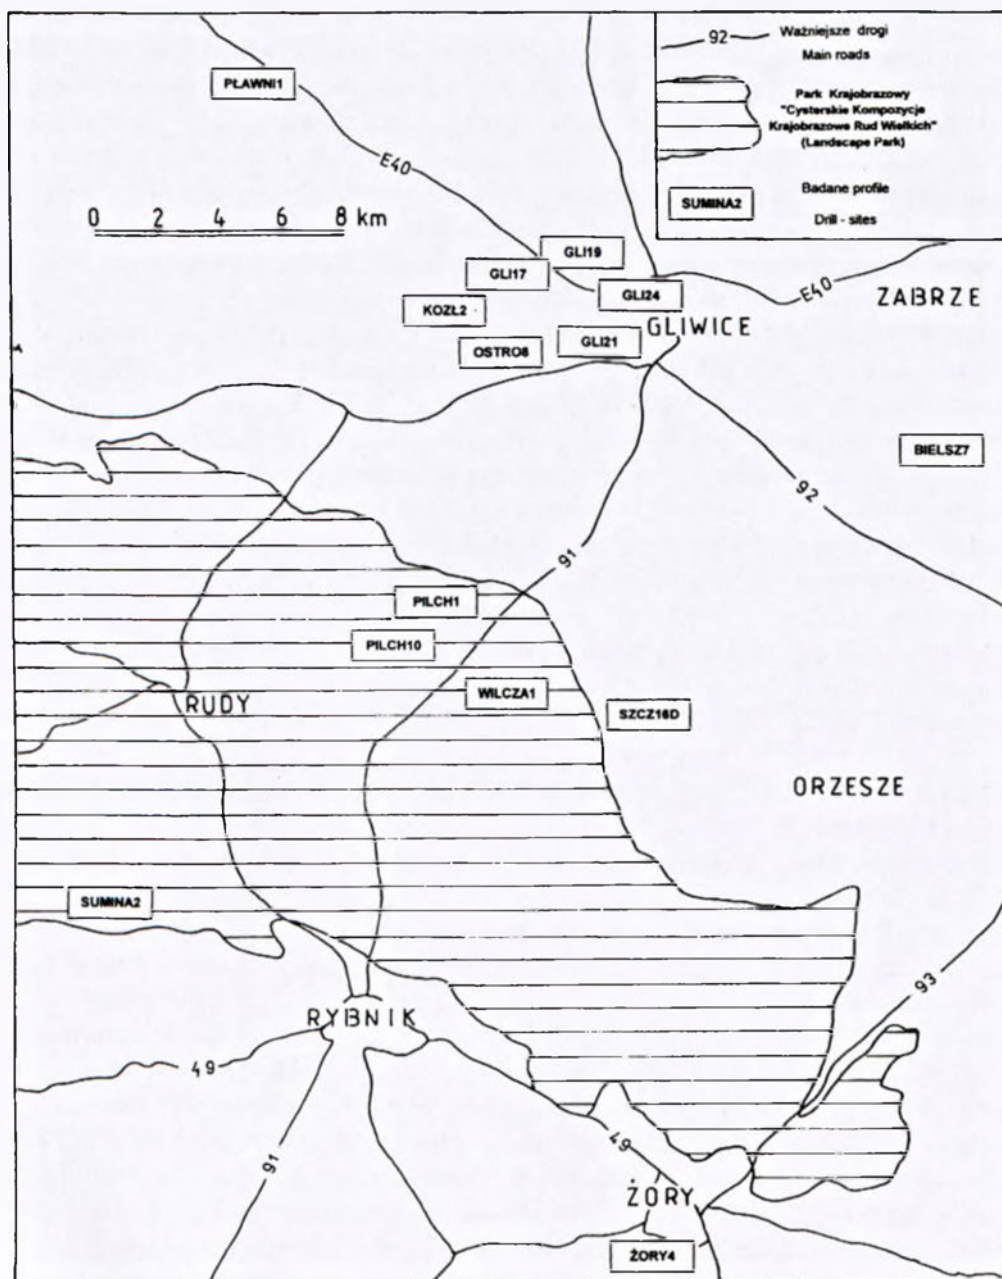 92
Ważniejsze drogi
Main roads
Park Krajobrazowy
"Cysterskie Kompozycje
Krajobrazowe Rud Wielkich"
(Landscape Park)
SUMINA2
Badane profile
Drill - sites
PŁAWNI1
E40
0 2 4 6 8 km
GLI19
GLI17
GLI24
E40
ZABRZE
KOZL2
GLIWICE
GLI21
OSTRO8
BIELSZ7
92
91
PILCH1
PILCH10
WILCZA1
RUDY
SZCZ16D
ORZESZE
SUMINA2
93
RYBNIK
49
49
91
ŻORY
ŻORY4